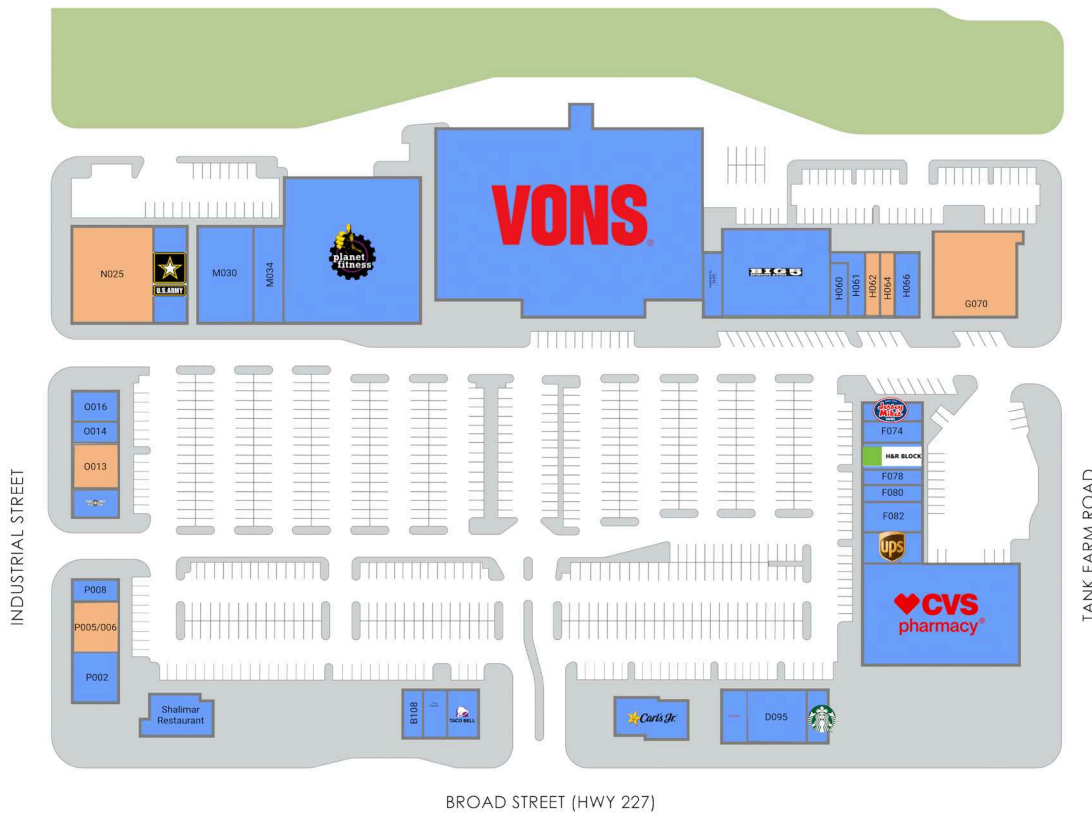 VONS
planet
fitness
N025
U.S.ARMY
M030
M034
BIG 5
H060
H061
H062
H064
H066
G070
O016
O014
O013
Jersey
Mike's
F074
H&R BLOCK
F078
F080
F082
ups
CVS
pharmacy®
P008
P005/006
P002
Shalimar
Restaurant
B108
TACO BELL
Carl's Jr.
D095
INDUSTRIAL STREET
TANK FARM ROAD
BROAD STREET (HWY 227)